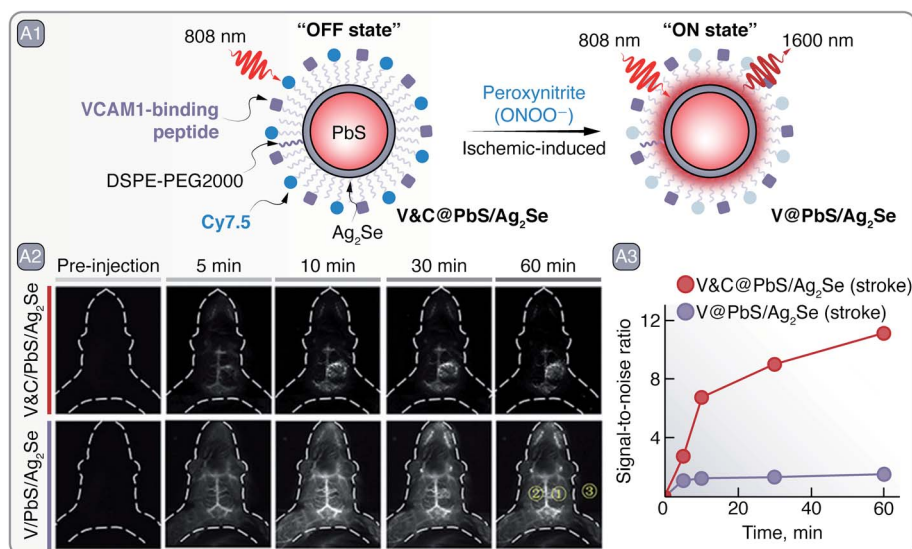 A1
"OFF state"
"ON state"
808 nm
808 nm
1600 nm
VCAM1-binding
peptide
PbS
Peroxynitrite
(ONOO⁻)
Ischemic-induced
DSPE-PEG2000
Cy7.5
Ag₂Se
V&C@PbS/Ag₂Se
V@PbS/Ag₂Se
A2
Pre-injection
5 min
10 min
30 min
60 min
V&C/PbS/Ag₂Se
V/PbS/Ag₂Se
② ① ③
A3
V&C@PbS/Ag₂Se (stroke)
V@PbS/Ag₂Se (stroke)
Signal-to-noise ratio
12
8
4
0 20 40 60
Time, min